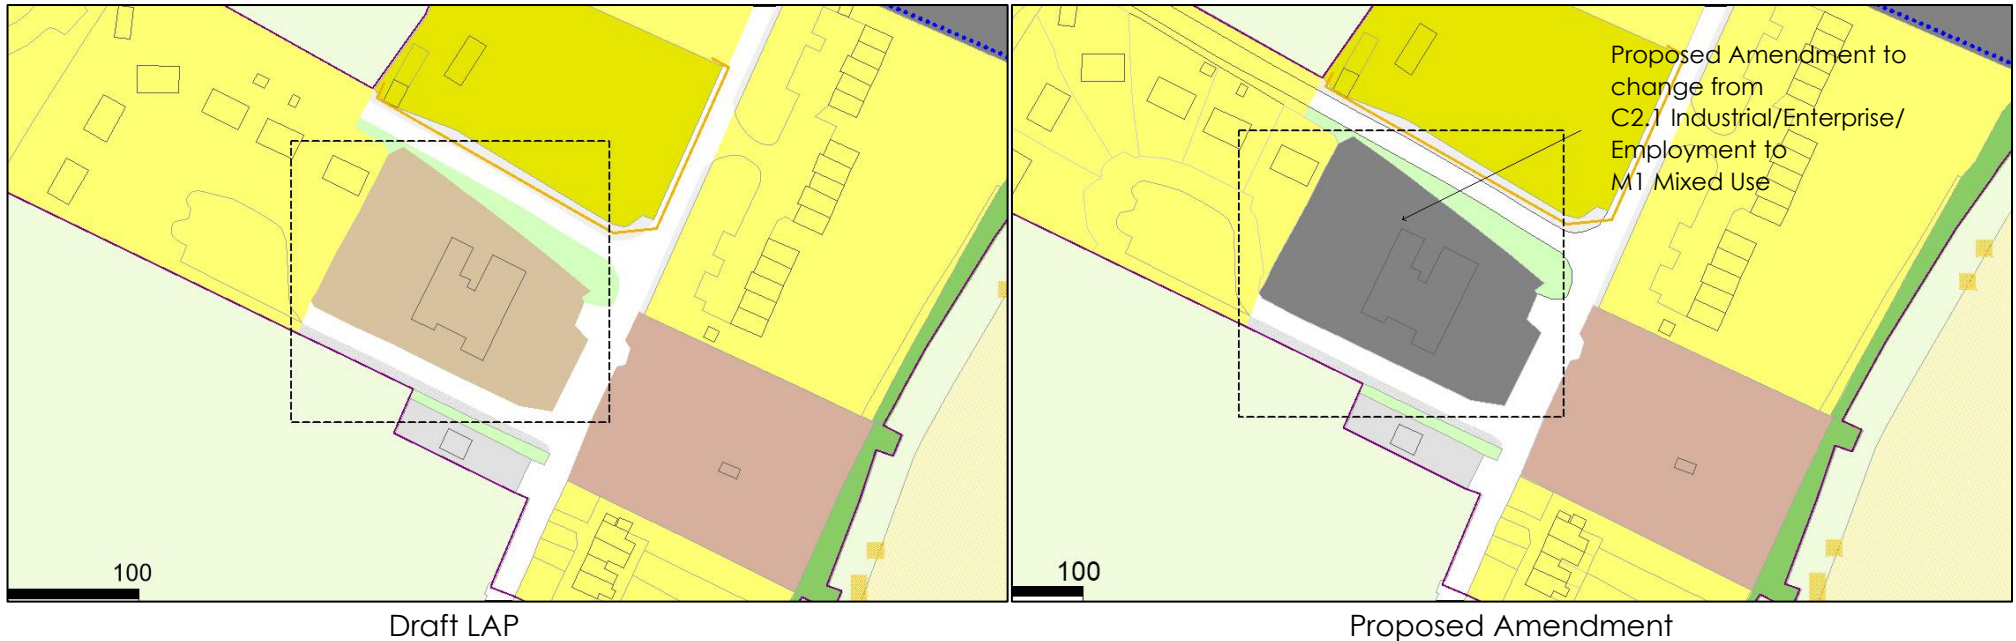 Proposed Amendment to
change from
C2.1 Industrial/Enterprise/
Employment to
M1 Mixed Use
100
100
Draft LAP
Proposed Amendment